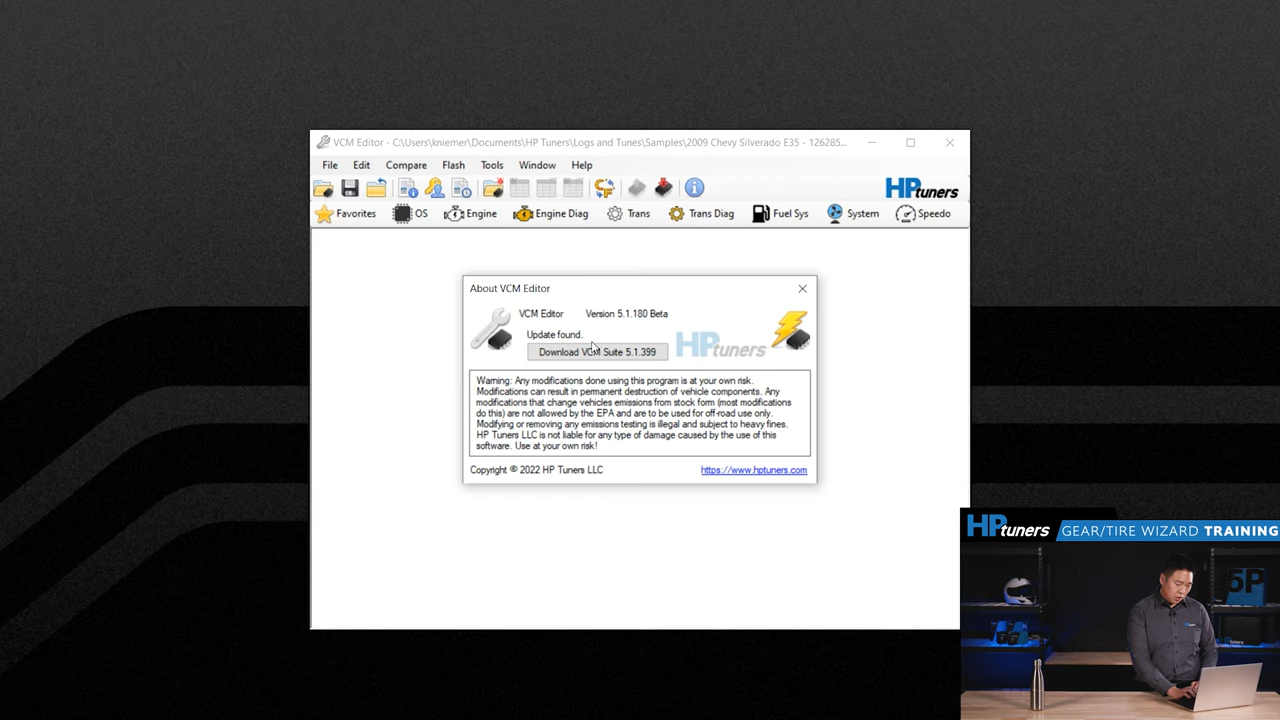 VCM Editor - C:\Users\kniemer\Documents\HP Tuners\Logs and Tunes\Samples\2009 Chevy Silverado E35 - 126285...
File Edit Compare Flash Tools Window Help
HPtuners
Favorites OS Engine Engine Diag Trans Trans Diag Fuel Sys System Speedo
About VCM Editor
VCM Editor Version 5.1.180 Beta
Update found.
Download VCM Suite 5.1.399
HPtuners
Warning: Any modifications done using this program is at your own risk.
Modifications can result in permanent destruction of vehicle components. Any
modifications that change vehicles emissions from stock form (most modifications
do this) are not allowed by the EPA and are to be used for off-road use only.
Modifying or removing any emissions testing is illegal and subject to heavy fines.
HP Tuners LLC is not liable for any type of damage caused by the use of this
software. Use at your own risk!
Copyright © 2022 HP Tuners LLC https://www.hptuners.com
HPtuners GEAR/TIRE WIZARD TRAINING
5P